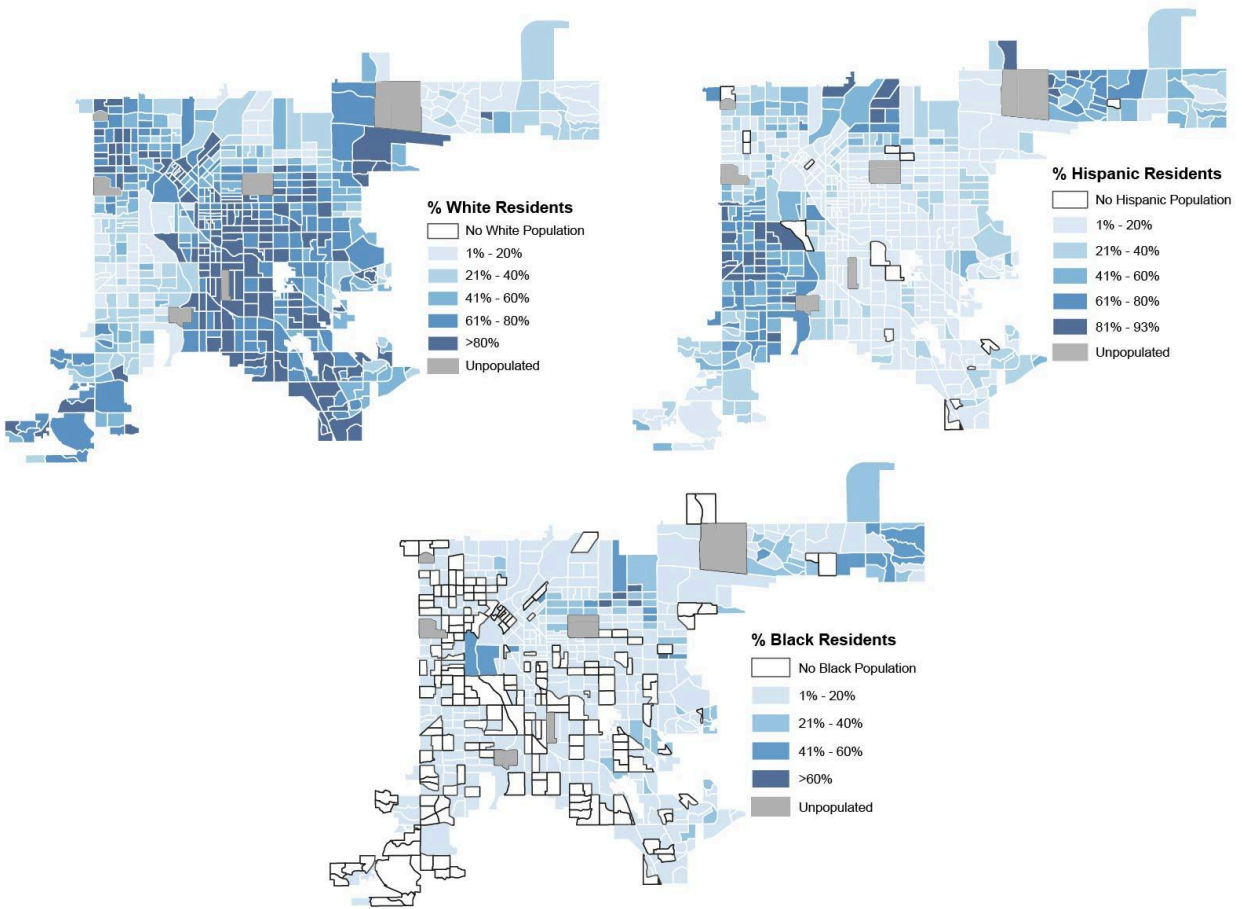 % White Residents
No White Population
1% - 20%
21% - 40%
41% - 60%
61% - 80%
>80%
Unpopulated
% Hispanic Residents
No Hispanic Population
1% - 20%
21% - 40%
41% - 60%
61% - 80%
81% - 93%
Unpopulated
% Black Residents
No Black Population
1% - 20%
21% - 40%
41% - 60%
>60%
Unpopulated